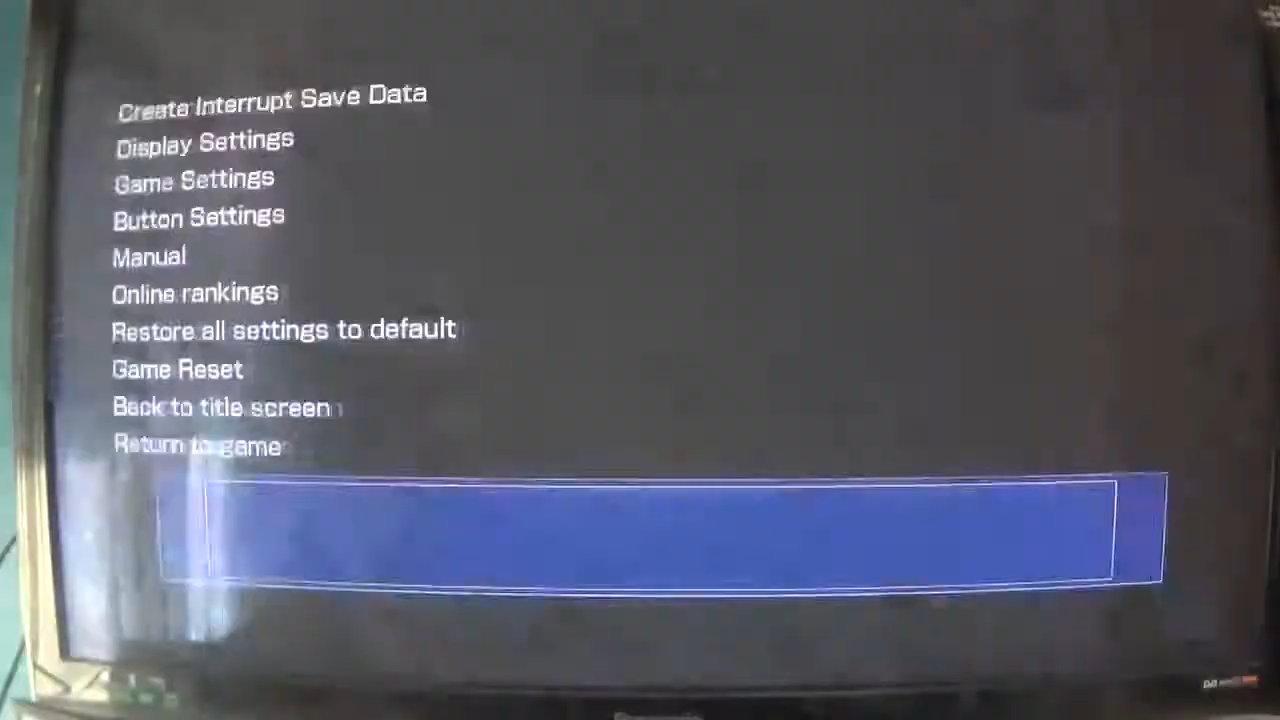 Create Interrupt Save Data
Display Settings
Game Settings
Button Settings
Manual
Online rankings
Restore all settings to default
Game Reset
Back to title screen
Return to game